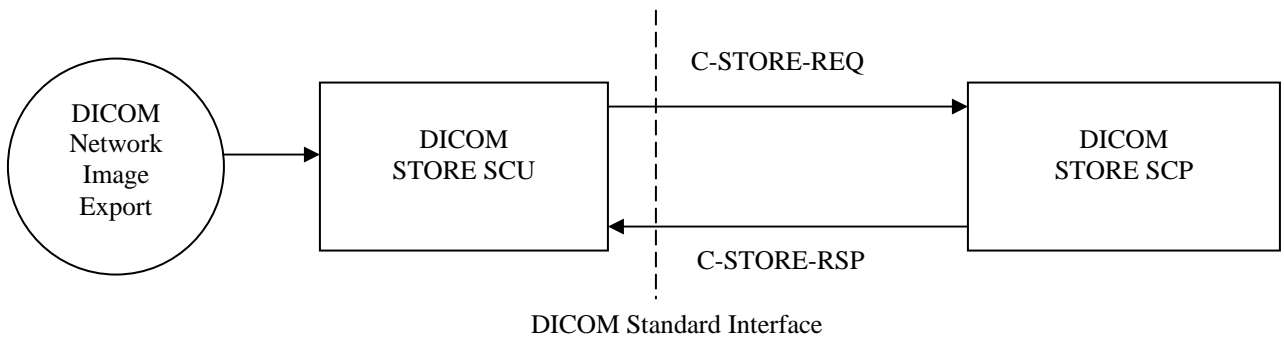 C-STORE-REQ
DICOM
Network
Image
Export
DICOM
STORE SCU
DICOM
STORE SCP
C-STORE-RSP
DICOM Standard Interface